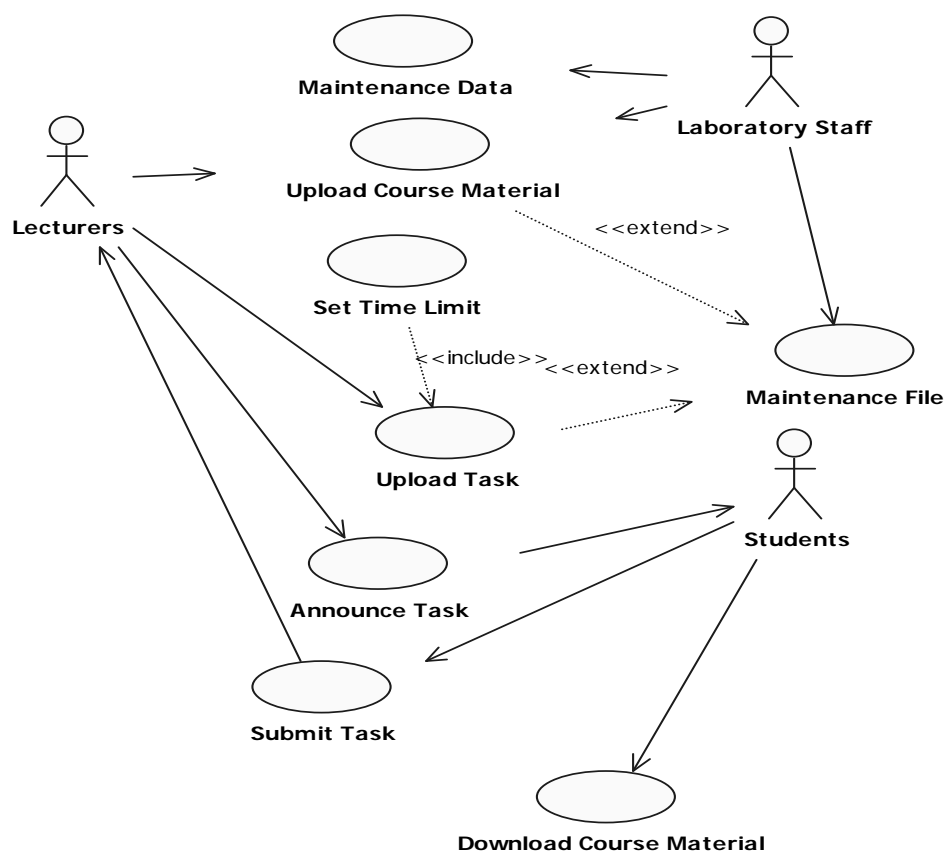 Maintenance Data
Laboratory Staff
Upload Course Material
Lecturers
<<extend>>
Set Time Limit
<<include>>
<<extend>>
Maintenance File
Upload Task
Students
Announce Task
Submit Task
Download Course Material